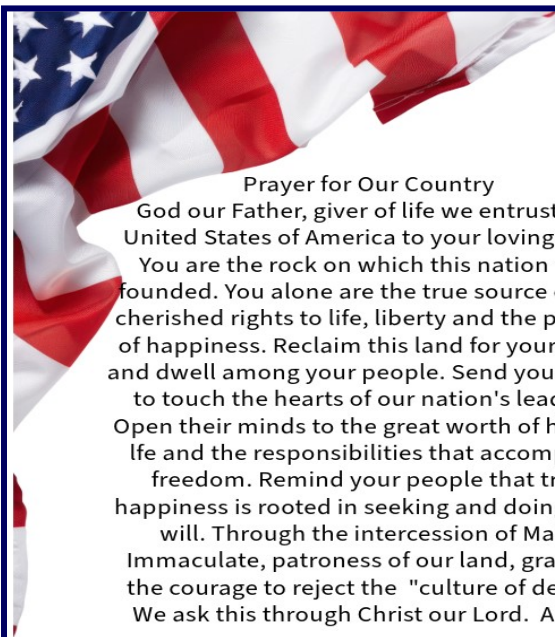 Prayer for Our Country
God our Father, giver of life we entrust
United States of America to your loving
You are the rock on which this nation
founded. You alone are the true source
cherished rights to life, liberty and the
of happiness. Reclaim this land for your
and dwell among your people. Send
to touch the hearts of our nation's
Open their minds to the great worth of
lfe and the responsibilities that
freedom. Remind your people that
happiness is rooted in seeking and
will. Through the intercession of
Immaculate, patroness of our land,
the courage to reject the "culture of
We ask this through Christ our Lord.